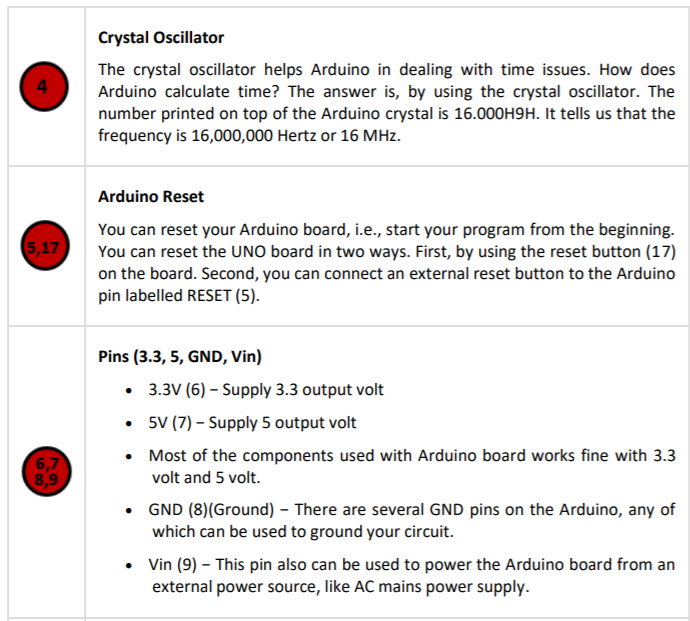 4
Crystal Oscillator
The crystal oscillator helps Arduino in dealing with time issues. How does
Arduino calculate time? The answer is, by using the crystal oscillator. The
number printed on top of the Arduino crystal is 16.000H9H. It tells us that the
frequency is 16,000,000 Hertz or 16 MHz.
5,17
Arduino Reset
You can reset your Arduino board, i.e., start your program from the beginning.
You can reset the UNO board in two ways. First, by using the reset button (17)
on the board. Second, you can connect an external reset button to the Arduino
pin labelled RESET (5).
6,7
8,9
Pins (3.3, 5, GND, Vin)
• 3.3V (6) − Supply 3.3 output volt
• 5V (7) − Supply 5 output volt
• Most of the components used with Arduino board works fine with 3.3
volt and 5 volt.
• GND (8)(Ground) − There are several GND pins on the Arduino, any of
which can be used to ground your circuit.
• Vin (9) − This pin also can be used to power the Arduino board from an
external power source, like AC mains power supply.